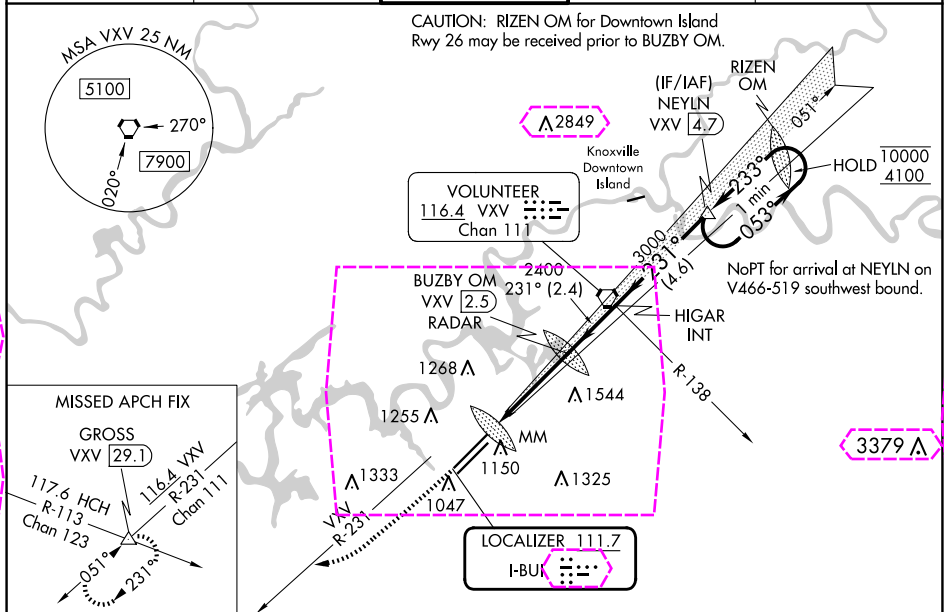 CAUTION: RIZEN OM for Downtown Island
Rwy 26 may be received prior to BUZBY OM.
MSA VXV 25 NM
5100
270°
7900
020°
RIZEN
OM
(IF/IAF)
NEYLN
VXV 4.7
051°
2849
Knoxville
Downtown
Island
HOLD 10000
4100
233°
1 min
053°
VOLUNTEER
116.4 VXV
Chan 111
3000
231°
(4.6)
NoPT for arrival at NEYLN on
V466-519 southwest bound.
2400
231° (2.4)
BUZBY OM
VXV 2.5
RADAR
HIGAR
INT
R-138
1268
1544
1255
MM
1150
3379
1333
1325
1047
VXV
R-231
LOCALIZER 111.7
MISSED APCH FIX
GROSS
VXV 29.1
116.4 VXV
R-231
Chan 111
117.6 HCH
R-113
Chan 123
051°
231°